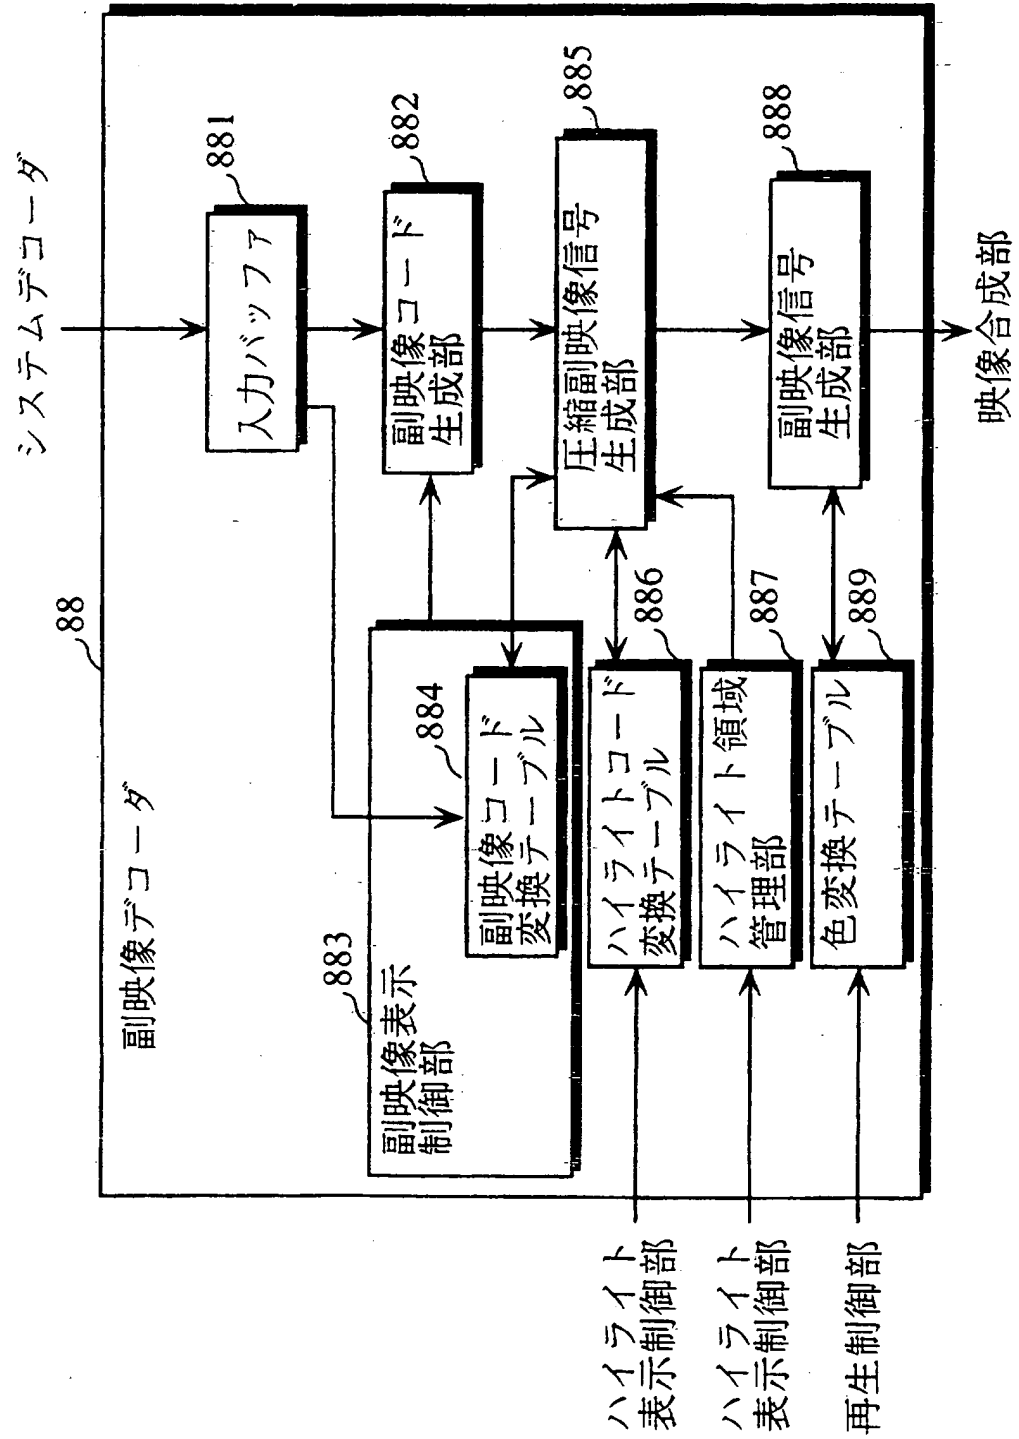 システムデコーダ
88
副映像デコーダ
881
入力バッファ
882
副映像コード
生成部
883
副映像表示
制御部
884
副映像コード
変換テーブル
885
圧縮副映像信号
生成部
886
ハイライトコード
変換テーブル
887
ハイライト領域
管理部
888
副映像信号
生成部
889
色変換テーブル
ハイライト
表示制御部
ハイライト
表示制御部
再生制御部
映像合成部